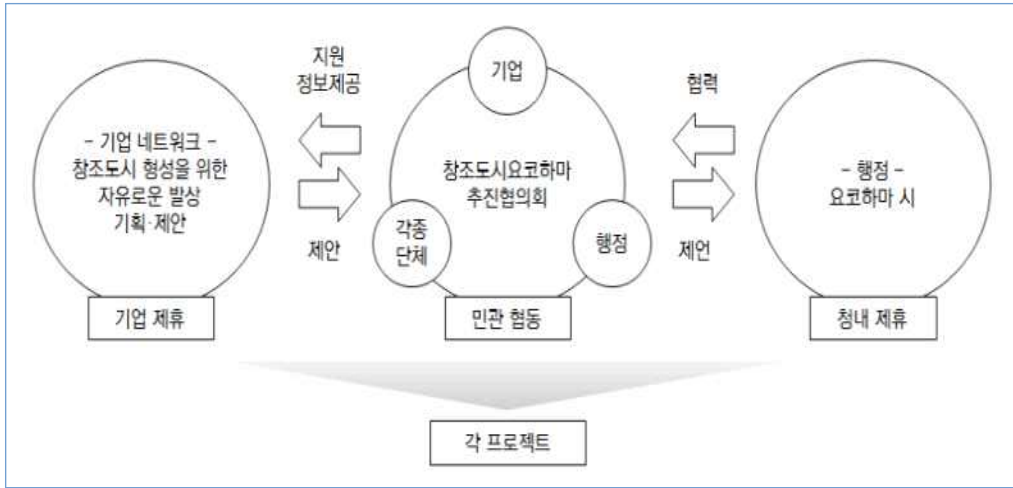 지원
정보제공
기업
협력
- 기업 네트워크 -
창조도시 형성을 위한
자유로운 발상
기획·제안
창조도시요코하마
추진협의회
- 행정 -
요코하마 시
제안
각종
단체
행정
제언
기업 제휴
민관 협동
청내 제휴
각 프로젝트